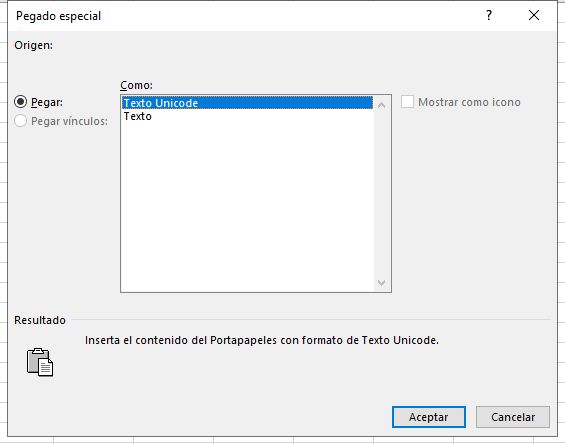 Pegado especial
Origen:
Como:
Pegar:
Pegar vínculos:
Texto Unicode
Texto
Mostrar como icono
Resultado
Inserta el contenido del Portapapeles con formato de Texto Unicode.
Aceptar
Cancelar